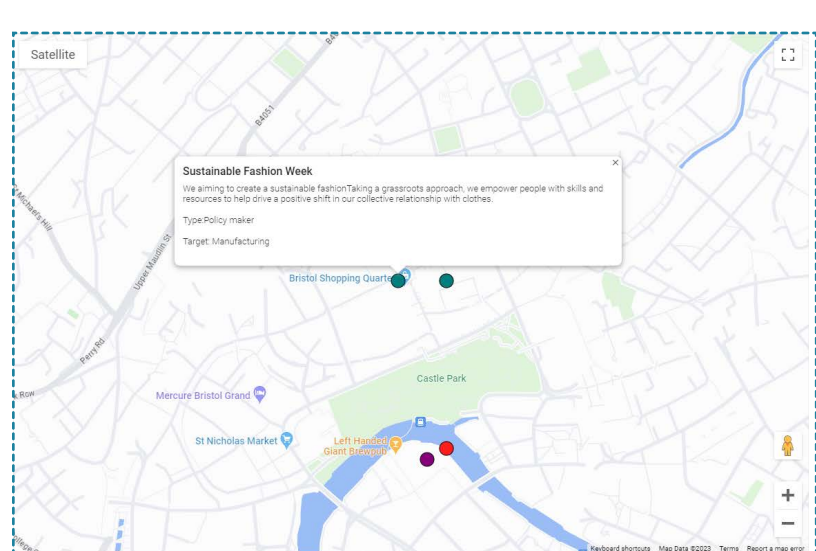 Satellite
B4051
St Michael's Hill
Sustainable Fashion Week
We aiming to create a sustainable fashionTaking a grassroots approach, we empower people with skills and
resources to help drive a positive shift in our collective relationship with clothes.
Type:Policy maker
Target: Manufacturing
Upper Maudlin St.
Bristol Shopping Quarte
Perry Rd
Castle Park
k Row
Mercure Bristol Grand
St Nicholas Market
Left Handed
Giant Brewpub
Keyboard shortcuts Map Data ©2023 Terms Report a map error